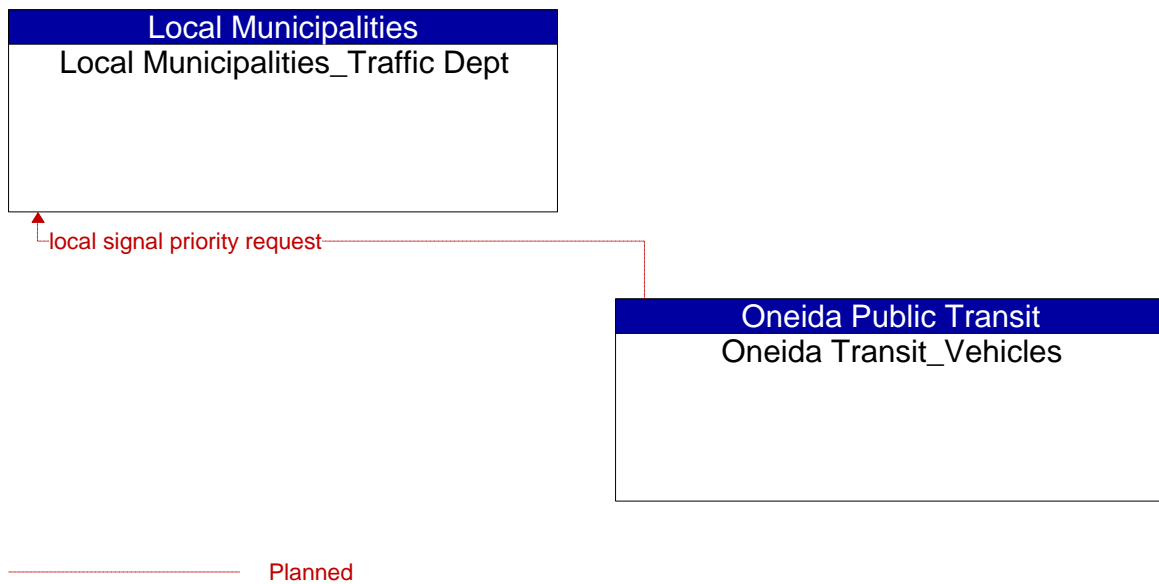 Local Municipalities
Local Municipalities_Traffic Dept
local signal priority request
Oneida Public Transit
Oneida Transit_Vehicles
Planned